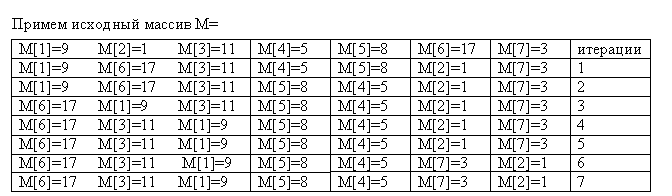 Примем исходный массив М=
M[1]=9 M[2]=1 M[3]=11 M[4]=5 M[5]=8 M[6]=17 M[7]=3 итерации
M[1]=9 M[6]=17 M[3]=11 M[4]=5 M[5]=8 M[2]=1 M[7]=3 1
M[1]=9 M[6]=17 M[3]=11 M[5]=8 M[4]=5 M[2]=1 M[7]=3 2
M[6]=17 M[1]=9 M[3]=11 M[5]=8 M[4]=5 M[2]=1 M[7]=3 3
M[6]=17 M[3]=11 M[1]=9 M[5]=8 M[4]=5 M[2]=1 M[7]=3 4
M[6]=17 M[3]=11 M[1]=9 M[5]=8 M[4]=5 M[2]=1 M[7]=3 5
M[6]=17 M[3]=11 M[1]=9 M[5]=8 M[4]=5 M[7]=3 M[2]=1 6
M[6]=17 M[3]=11 M[1]=9 M[5]=8 M[4]=5 M[7]=3 M[2]=1 7